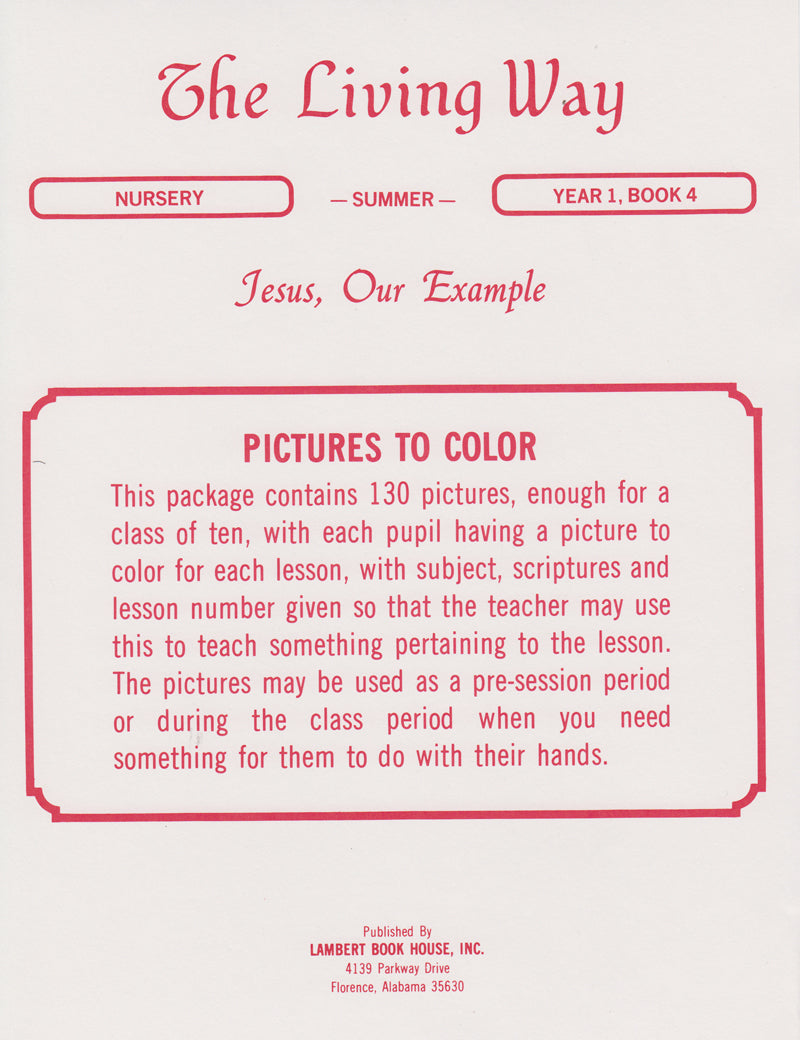 The Living Way
NURSERY — SUMMER — YEAR 1, BOOK 4
Jesus, Our Example
PICTURES TO COLOR
This package contains 130 pictures, enough for a
class of ten, with each pupil having a picture to
color for each lesson, with subject, scriptures and
lesson number given so that the teacher may use
this to teach something pertaining to the lesson.
The pictures may be used as a pre-session period
or during the class period when you need
something for them to do with their hands.
Published By
LAMBERT BOOK HOUSE, INC.
4139 Parkway Drive
Florence, Alabama 35630